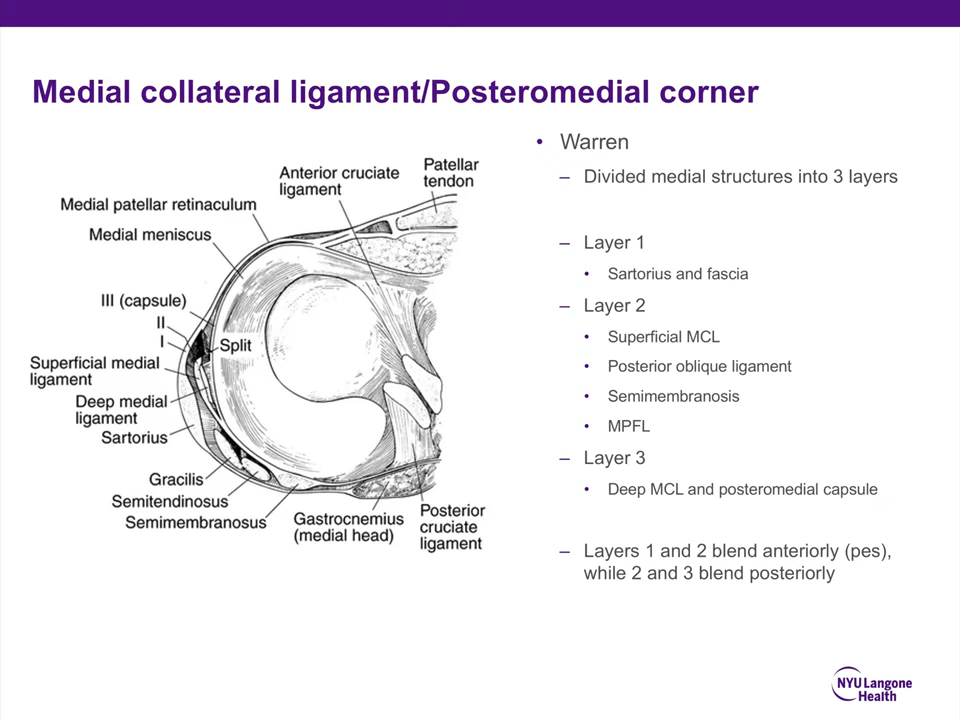 Medial collateral ligament/Posteromedial corner
Anterior cruciate
ligament
Patellar
tendon
Medial patellar retinaculum
Medial meniscus
III (capsule)
II
I
Split
Superficial medial
ligament
Deep medial
ligament
Sartorius
Gracilis
Semitendinosus
Semimembranosus
Gastrocnemius
(medial head)
Posterior
cruciate
ligament
• Warren
– Divided medial structures into 3 layers
– Layer 1
• Sartorius and fascia
– Layer 2
• Superficial MCL
• Posterior oblique ligament
• Semimembranosis
• MPFL
– Layer 3
• Deep MCL and posteromedial capsule
– Layers 1 and 2 blend anteriorly (pes),
while 2 and 3 blend posteriorly
NYU Langone
Health